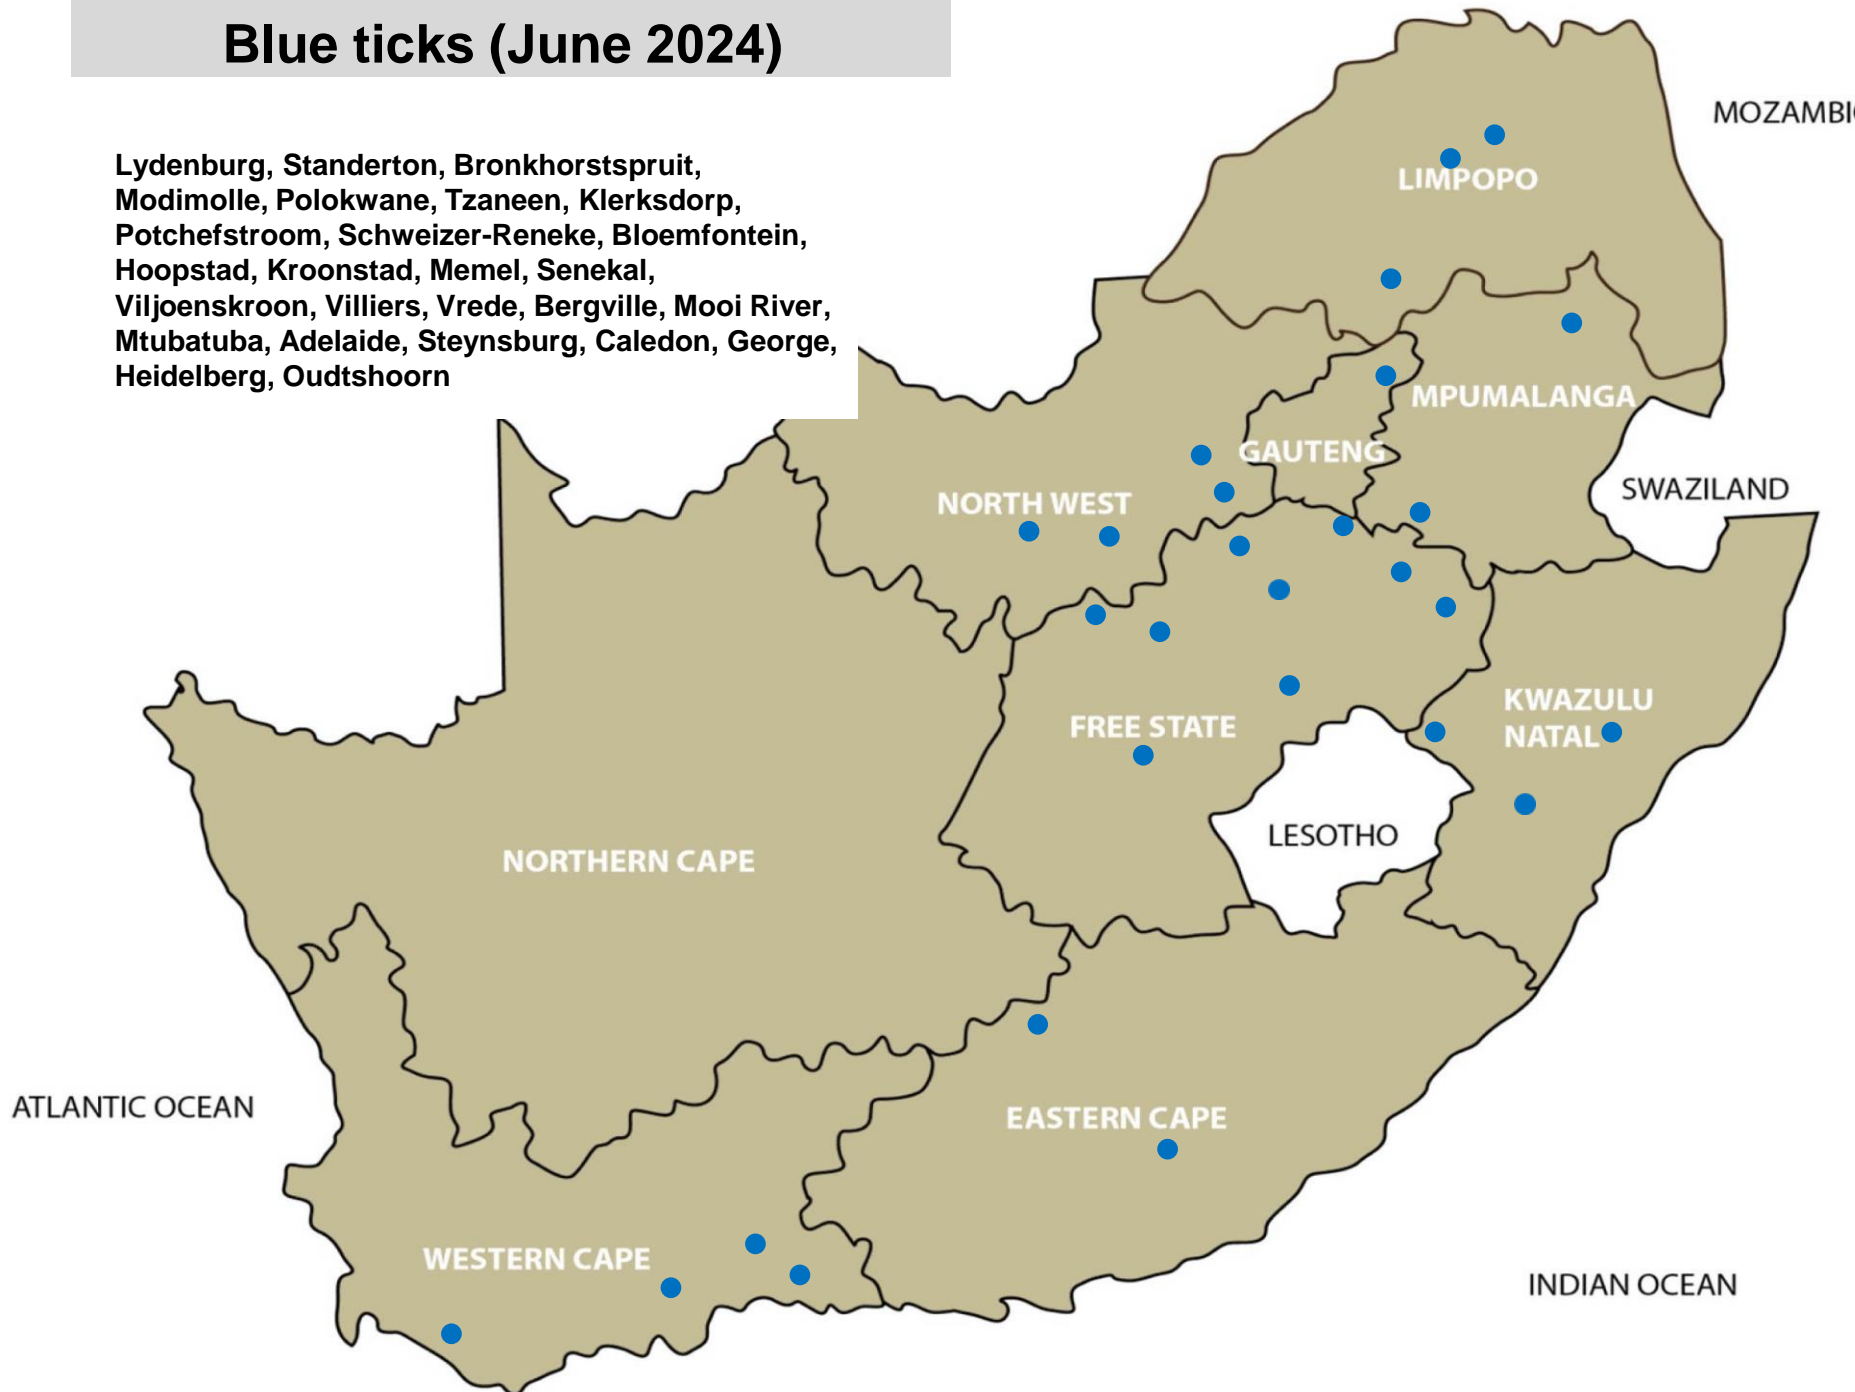 Blue ticks (June 2024)
Lydenburg, Standerton, Bronkhorstspruit,
Modimolle, Polokwane, Tzaneen, Klerksdorp,
Potchefstroom, Schweizer-Reneke, Bloemfontein,
Hoopstad, Kroonstad, Memel, Senekal,
Viljoenskroon, Villiers, Vrede, Bergville, Mooi River,
Mtubatuba, Adelaide, Steynsburg, Caledon, George,
Heidelberg, Oudtshoorn
MOZAMBI
LIMPOPO
MPUMALANGA
GAUTENG
SWAZILAND
NORTH WEST
KWAZULU
NATAL
FREE STATE
LESOTHO
NORTHERN CAPE
ATLANTIC OCEAN
EASTERN CAPE
WESTERN CAPE
INDIAN OCEAN